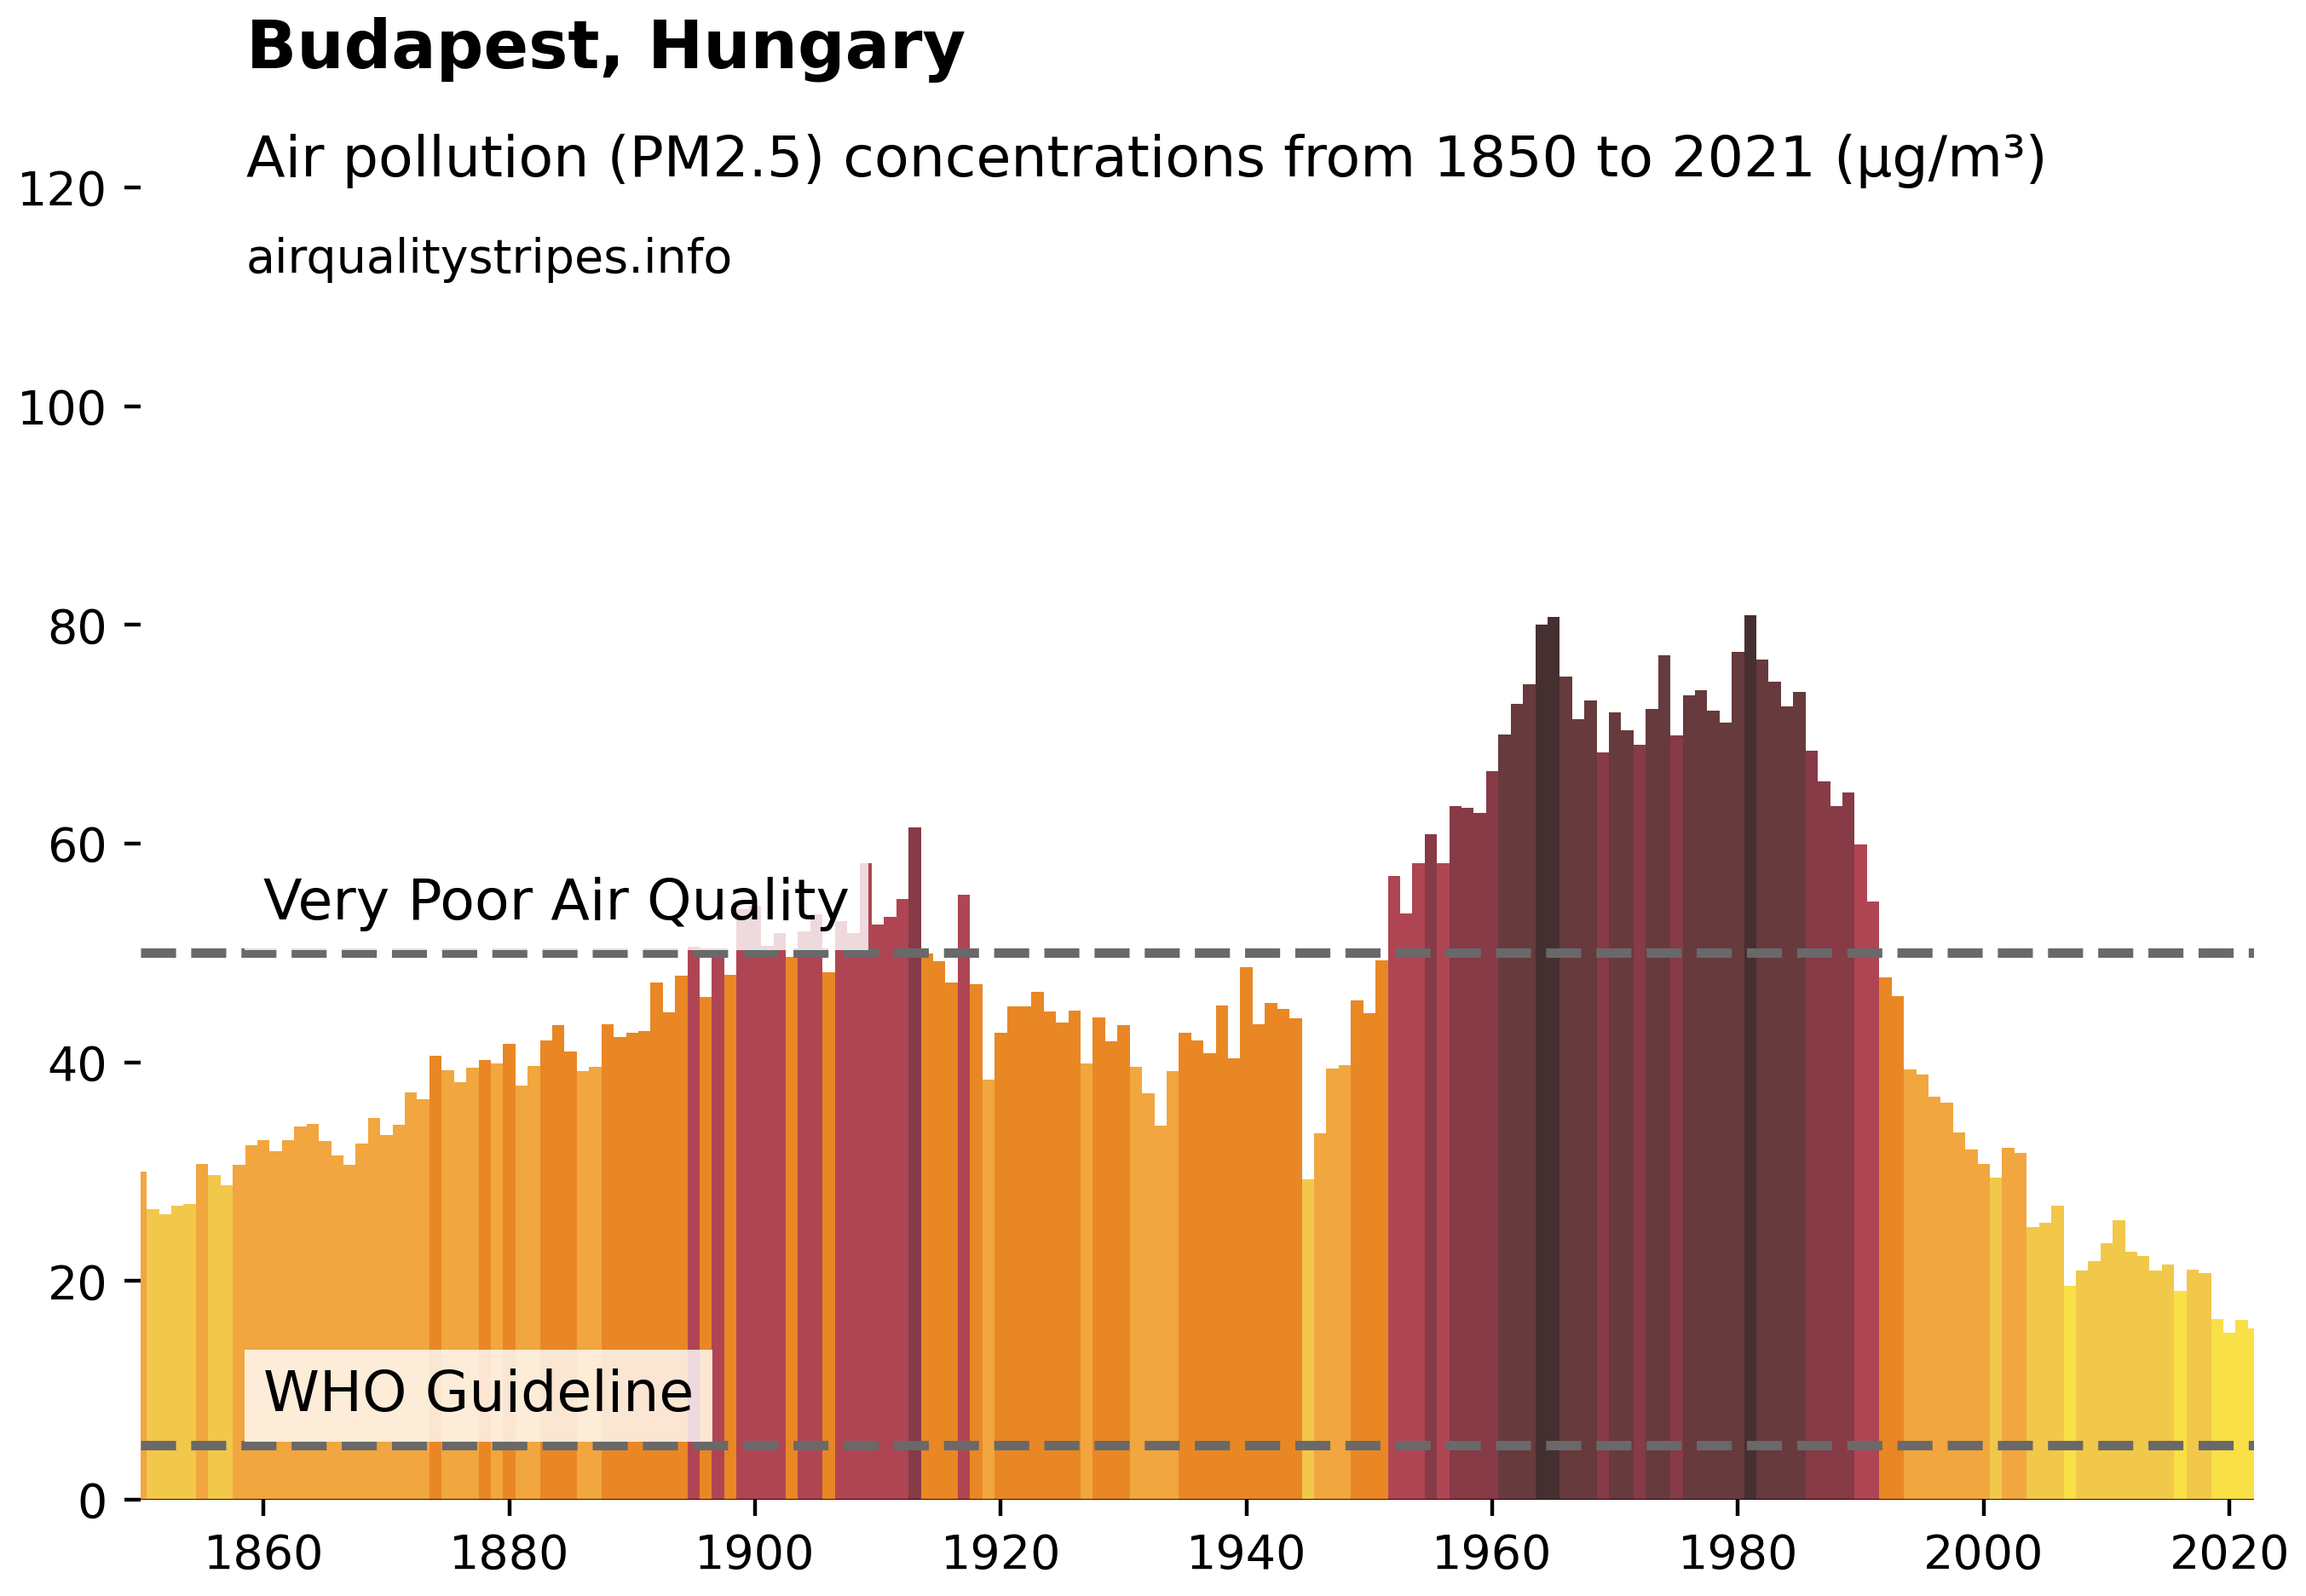 Budapest, Hungary
Air pollution (PM2.5) concentrations from 1850 to 2021 (µg/m³)
airqualitystripes.info
120
100
80
60
40
20
0
Very Poor Air Quality
WHO Guideline
1860 1880 1900 1920 1940 1960 1980 2000 2020